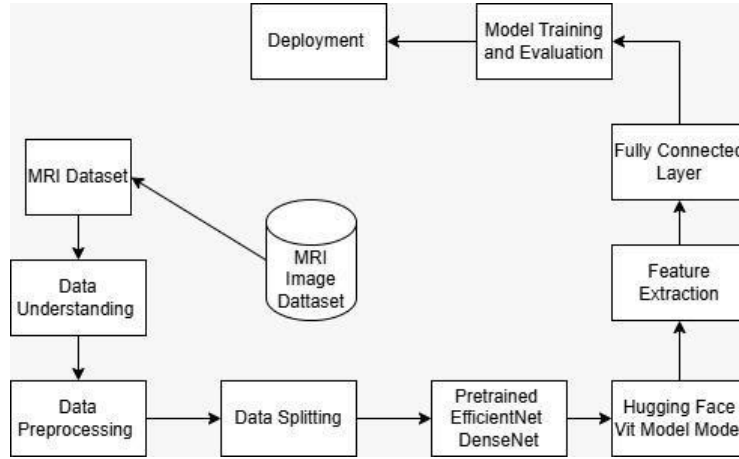 Deployment
Model Training
and Evaluation
MRI Dataset
Fully Connected
Layer
MRI
Image
Dattaset
Data
Understanding
Feature
Extraction
Data
Preprocessing
Data Splitting
Pretrained
EfficientNet
DenseNet
Hugging Face
Vit Model Model